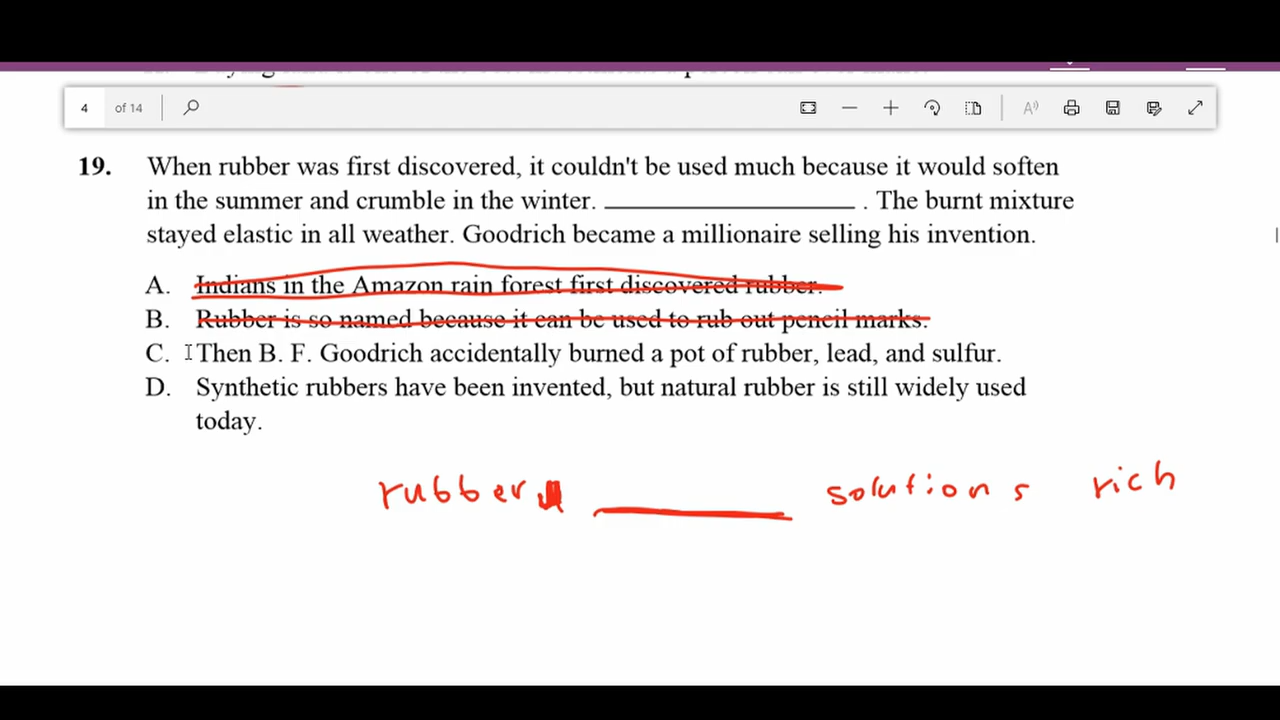 4 of 14
19. When rubber was first discovered, it couldn't be used much because it would soften
in the summer and crumble in the winter. ____________________ . The burnt mixture
stayed elastic in all weather. Goodrich became a millionaire selling his invention.
A. Indians in the Amazon rain forest first discovered rubber.
B. Rubber is so named because it can be used to rub out pencil marks.
C. Then B. F. Goodrich accidentally burned a pot of rubber, lead, and sulfur.
D. Synthetic rubbers have been invented, but natural rubber is still widely used
today.
rubber ________ solutions rich